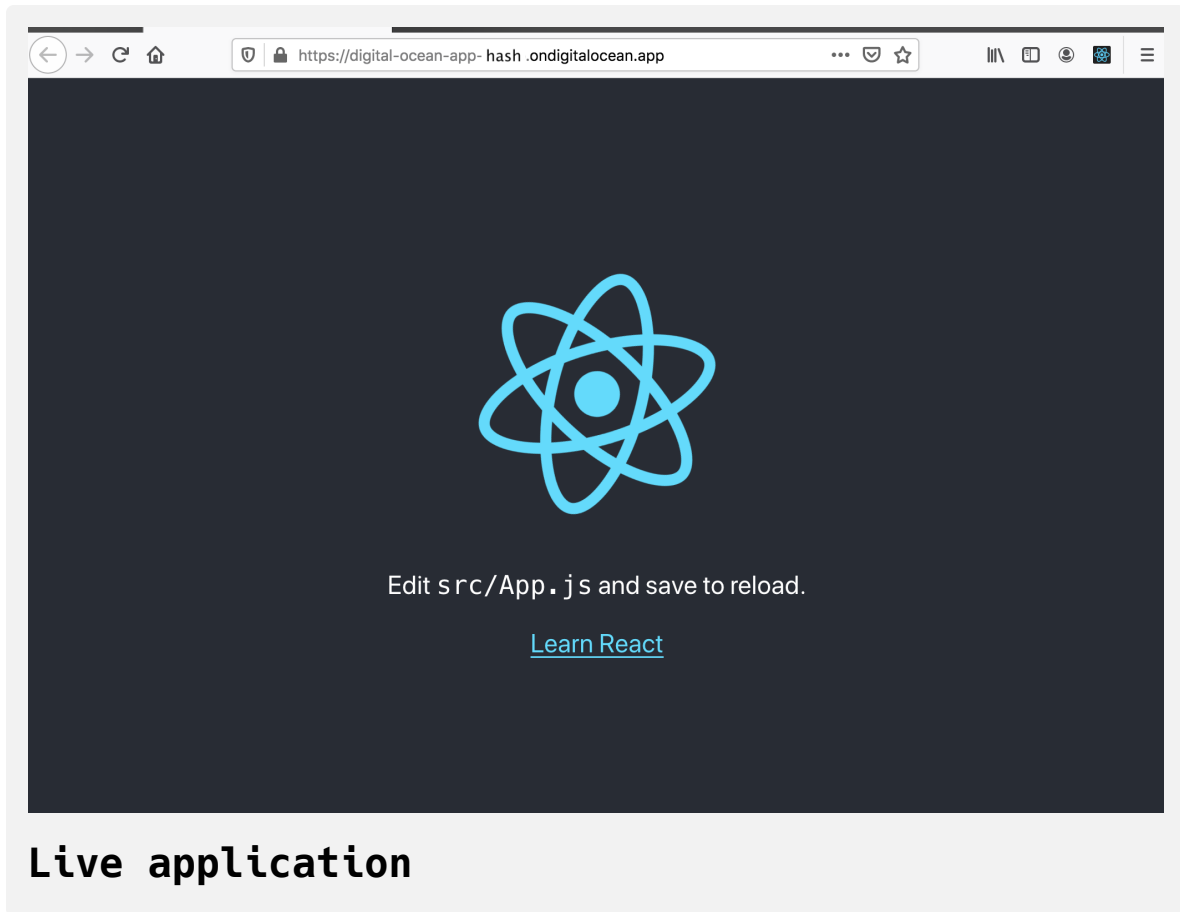 https://digital-ocean-app- hash .ondigitalocean.app
Edit src/App.js and save to reload.
Learn React
Live application